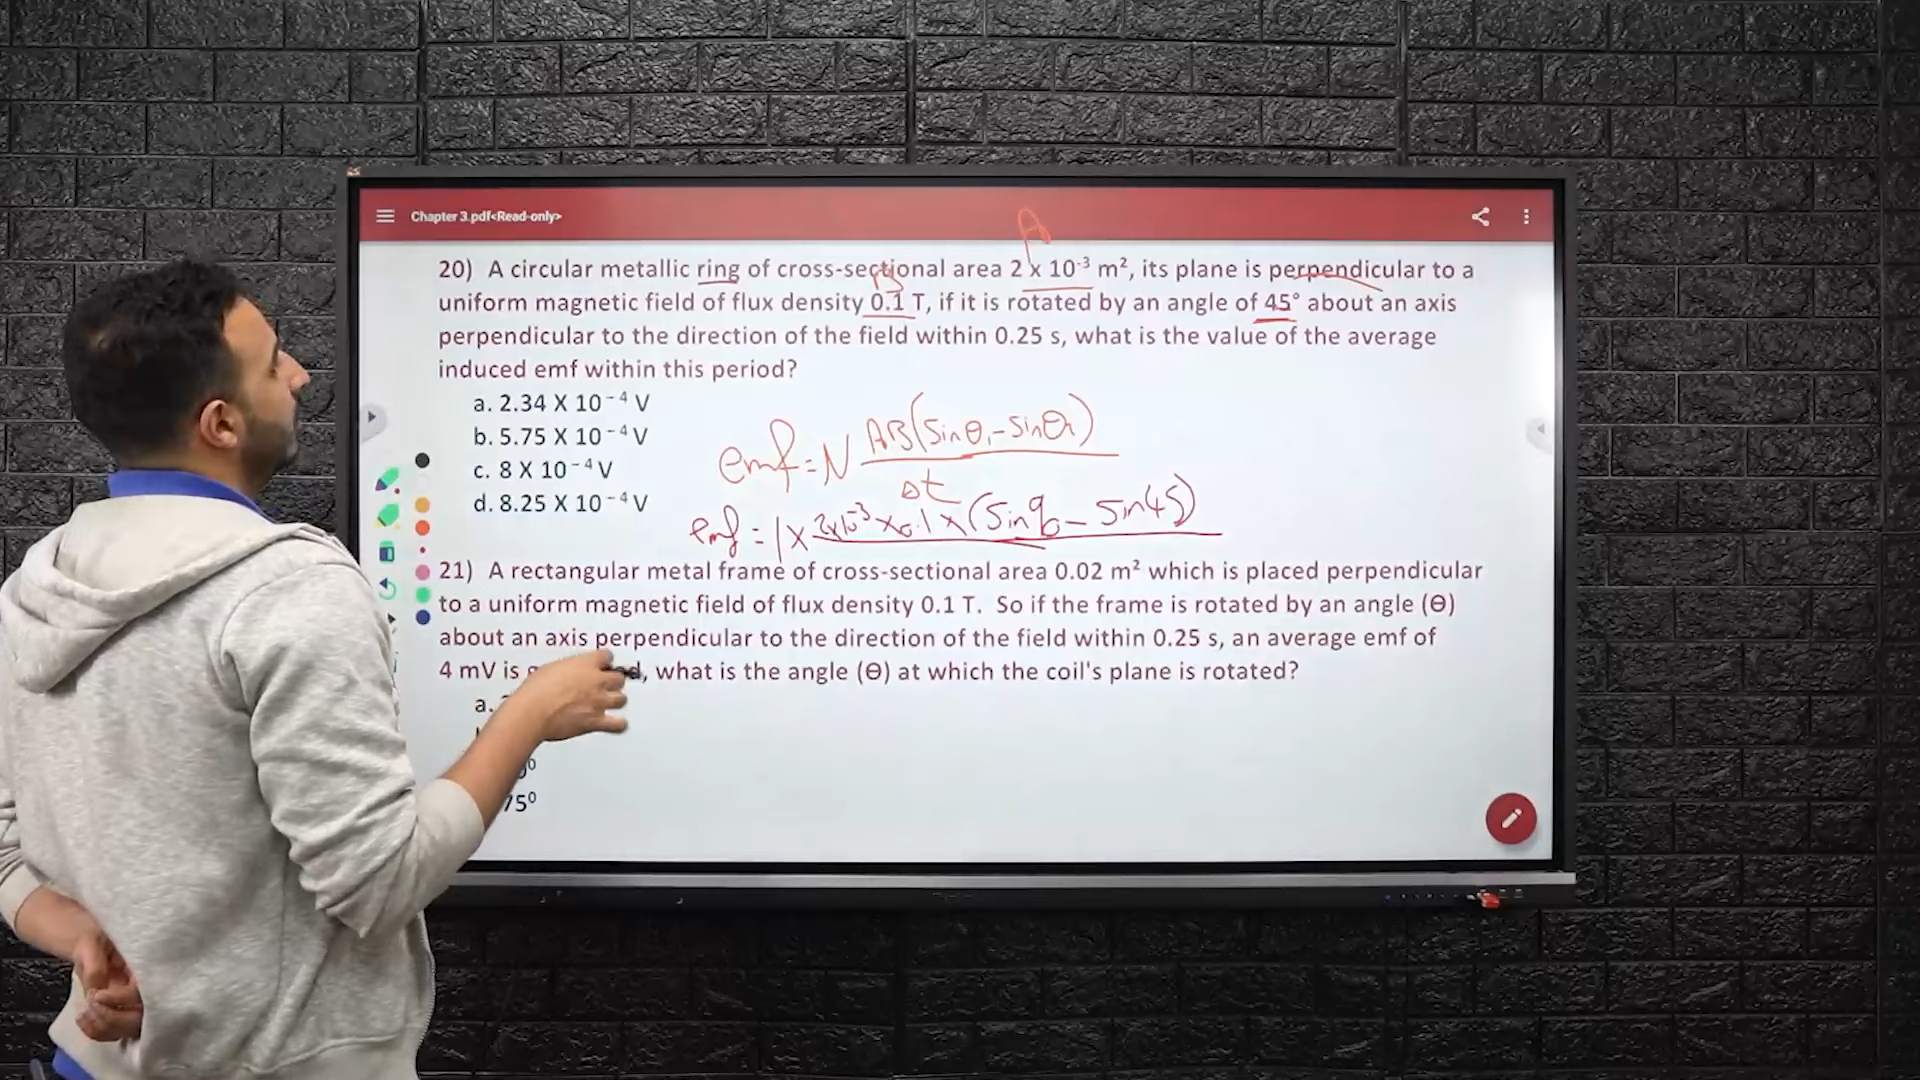 Chapter 3.pdf<Read-only>
A
20) A circular metallic ring of cross-sectional area 2 x 10⁻³ m², its plane is perpendicular to a
B
uniform magnetic field of flux density 0.1 T, if it is rotated by an angle of 45° about an axis
perpendicular to the direction of the field within 0.25 s, what is the value of the average
induced emf within this period?
a. 2.34 X 10⁻⁴ V
b. 5.75 X 10⁻⁴ V
c. 8 X 10⁻⁴ V
d. 8.25 X 10⁻⁴ V
emf = N AB(sinθ₁ - sinθ₂)
Δt
emf = 1 x 2x10⁻³ x 0.1 x (sin90 - sin45)
21) A rectangular metal frame of cross-sectional area 0.02 m² which is placed perpendicular
to a uniform magnetic field of flux density 0.1 T. So if the frame is rotated by an angle (Θ)
about an axis perpendicular to the direction of the field within 0.25 s, an average emf of
4 mV is what is the angle (Θ) at which the coil's plane is rotated?
a.
75⁰